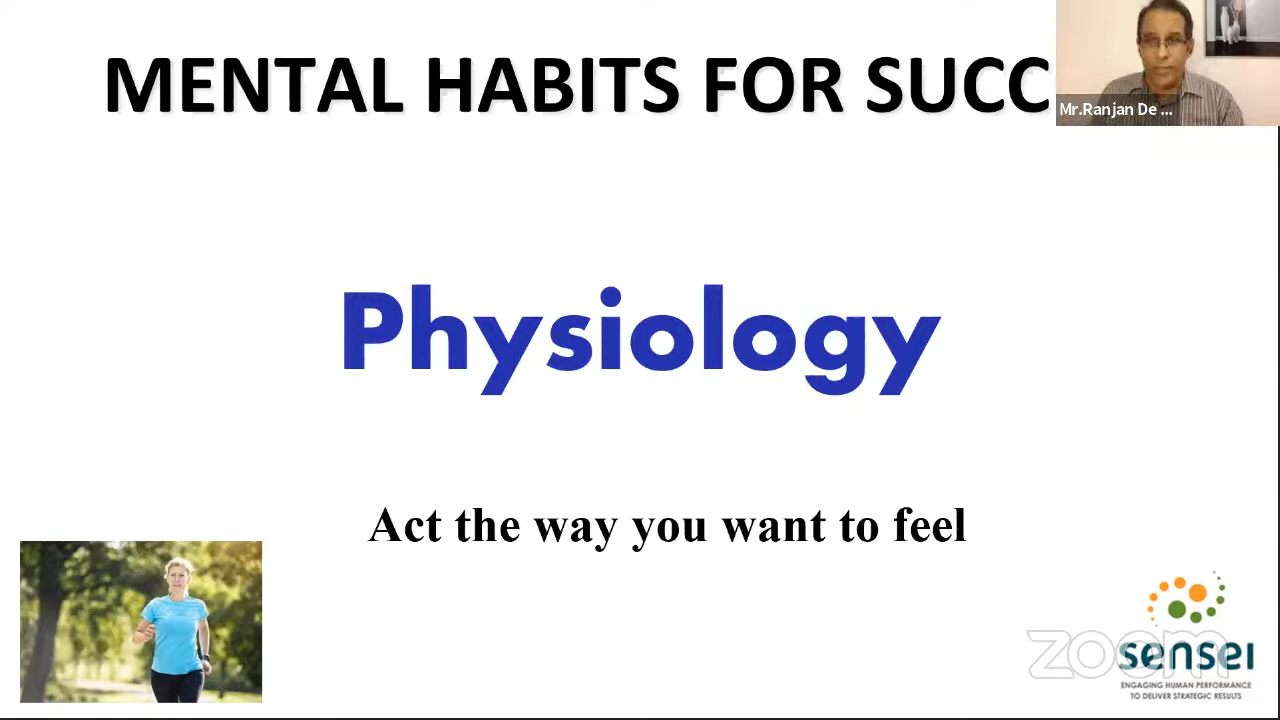 MENTAL HABITS FOR SUCC
Mr.Ranjan De ...
Physiology
Act the way you want to feel
zoom
sensei
ENGAGING HUMAN PERFORMANCE
TO DELIVER STRATEGIC RESULTS